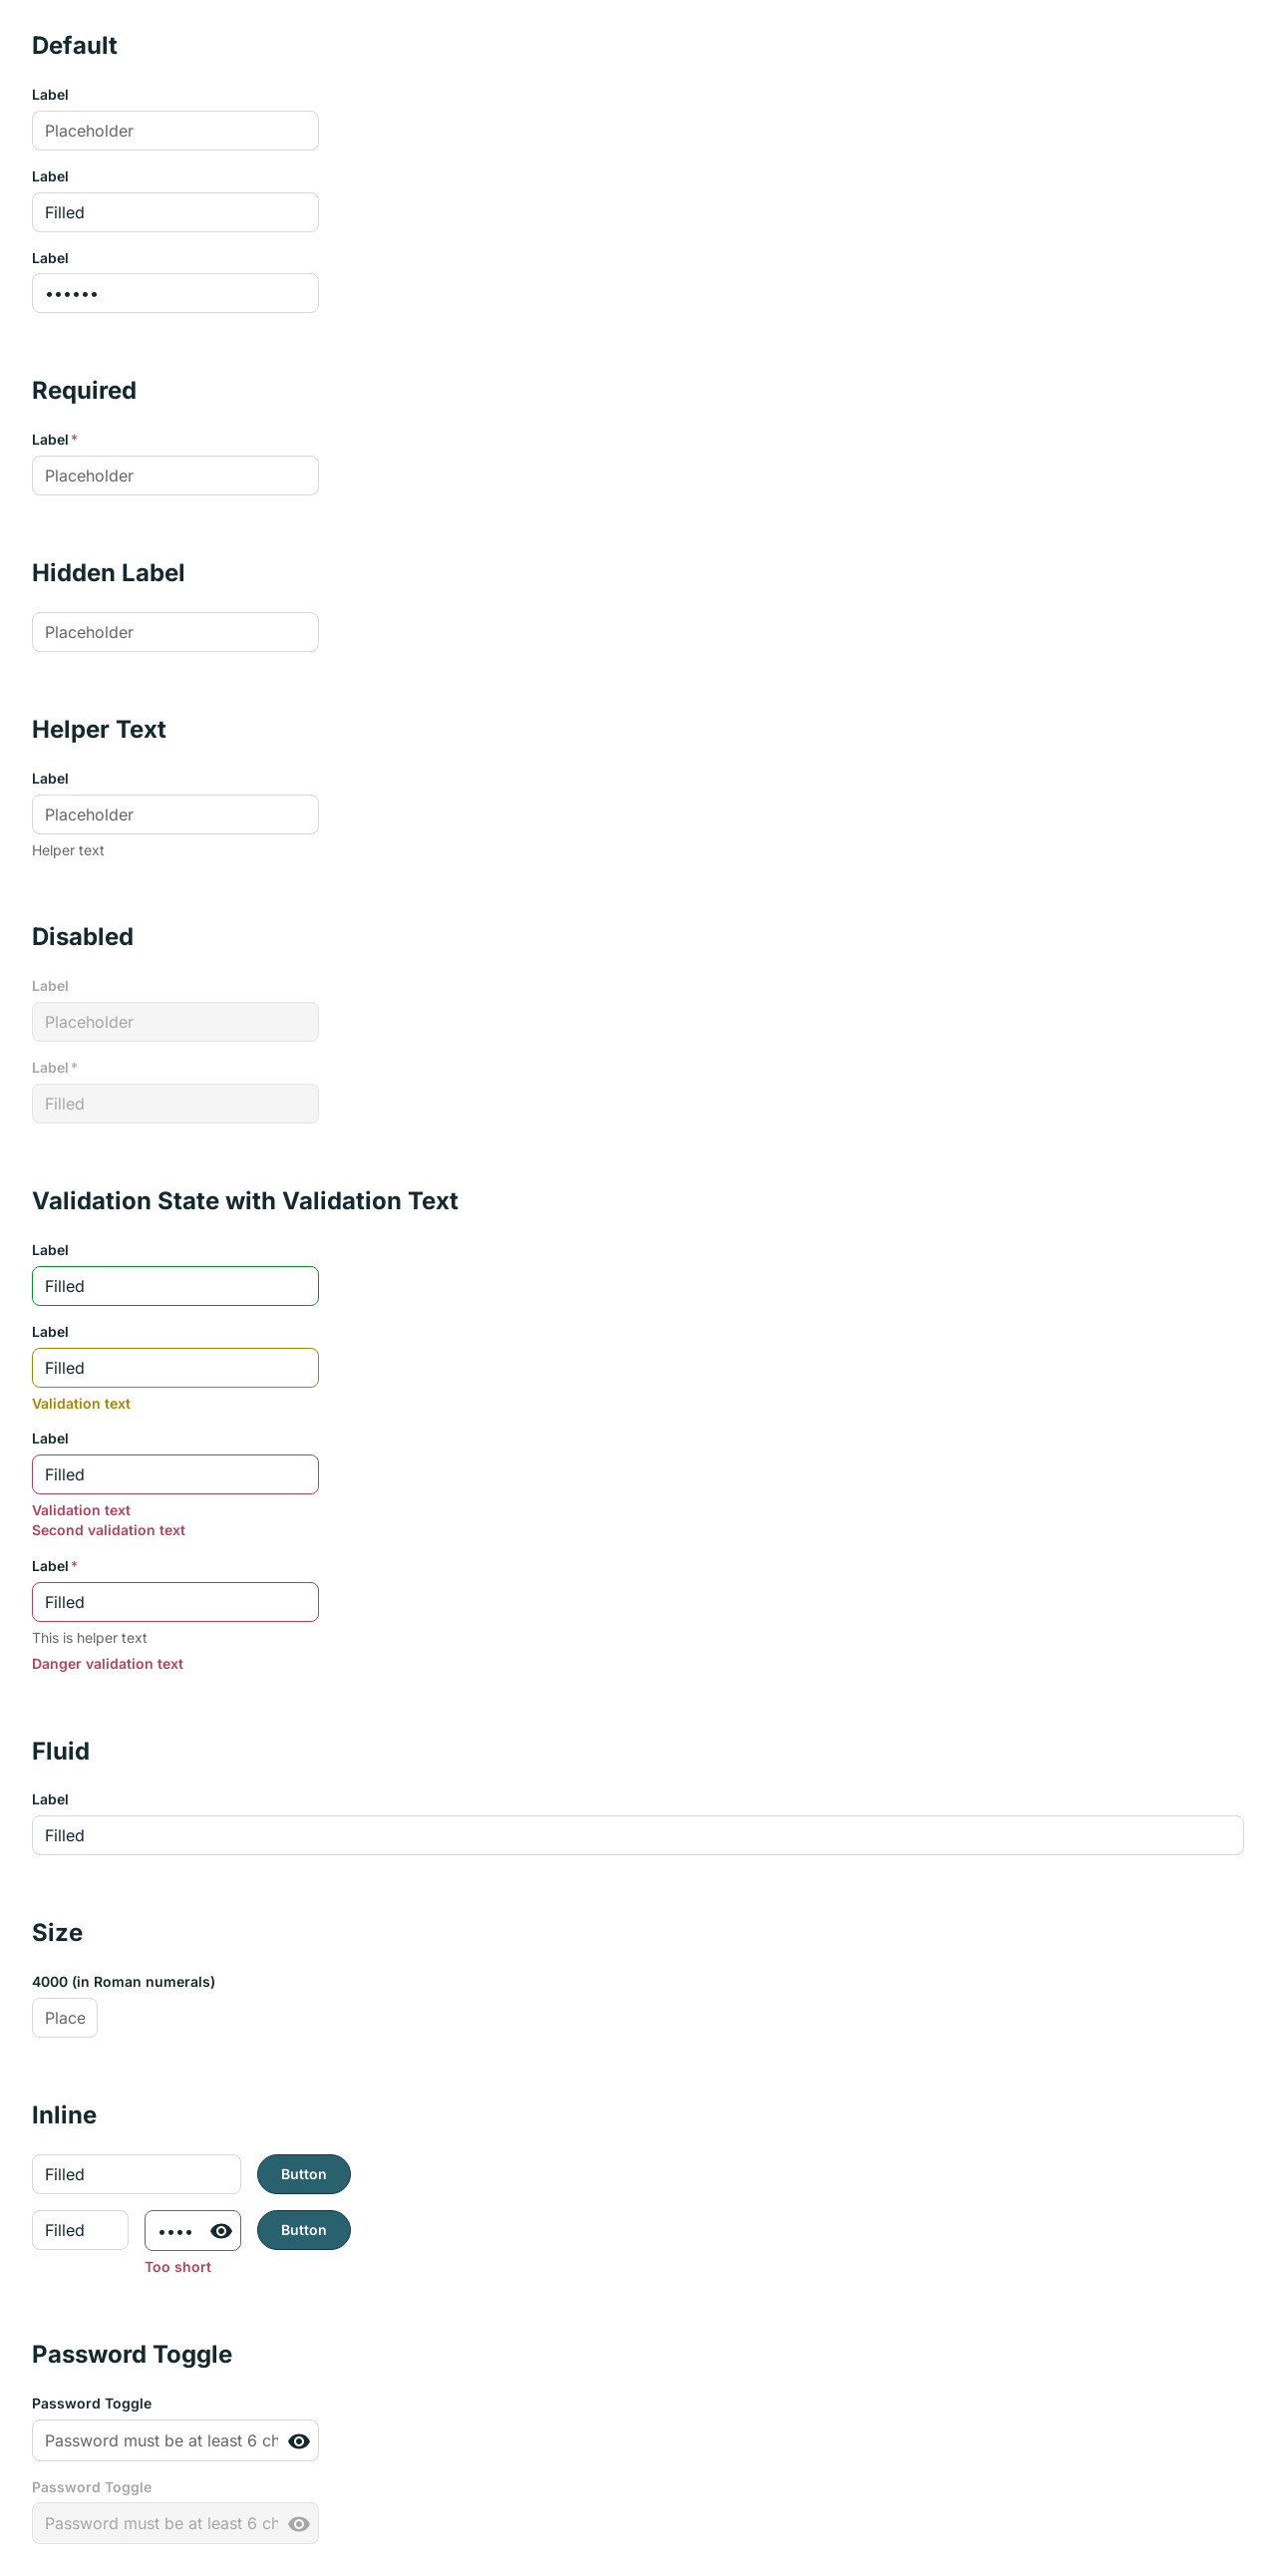 Default
Label
Placeholder
Label
Filled
Label
••••••
Required
Label *
Placeholder
Hidden Label
Placeholder
Helper Text
Label
Placeholder
Helper text
Disabled
Label
Placeholder
Label *
Filled
Validation State with Validation Text
Label
Filled
Label
Filled
Validation text
Label
Filled
Validation text
Second validation text
Label *
Filled
This is helper text
Danger validation text
Fluid
Label
Filled
Size
4000 (in Roman numerals)
Place
Inline
Filled Button
Filled •••• Button
Too short
Password Toggle
Password Toggle
Password must be at least 6 ch
Password Toggle
Password must be at least 6 ch